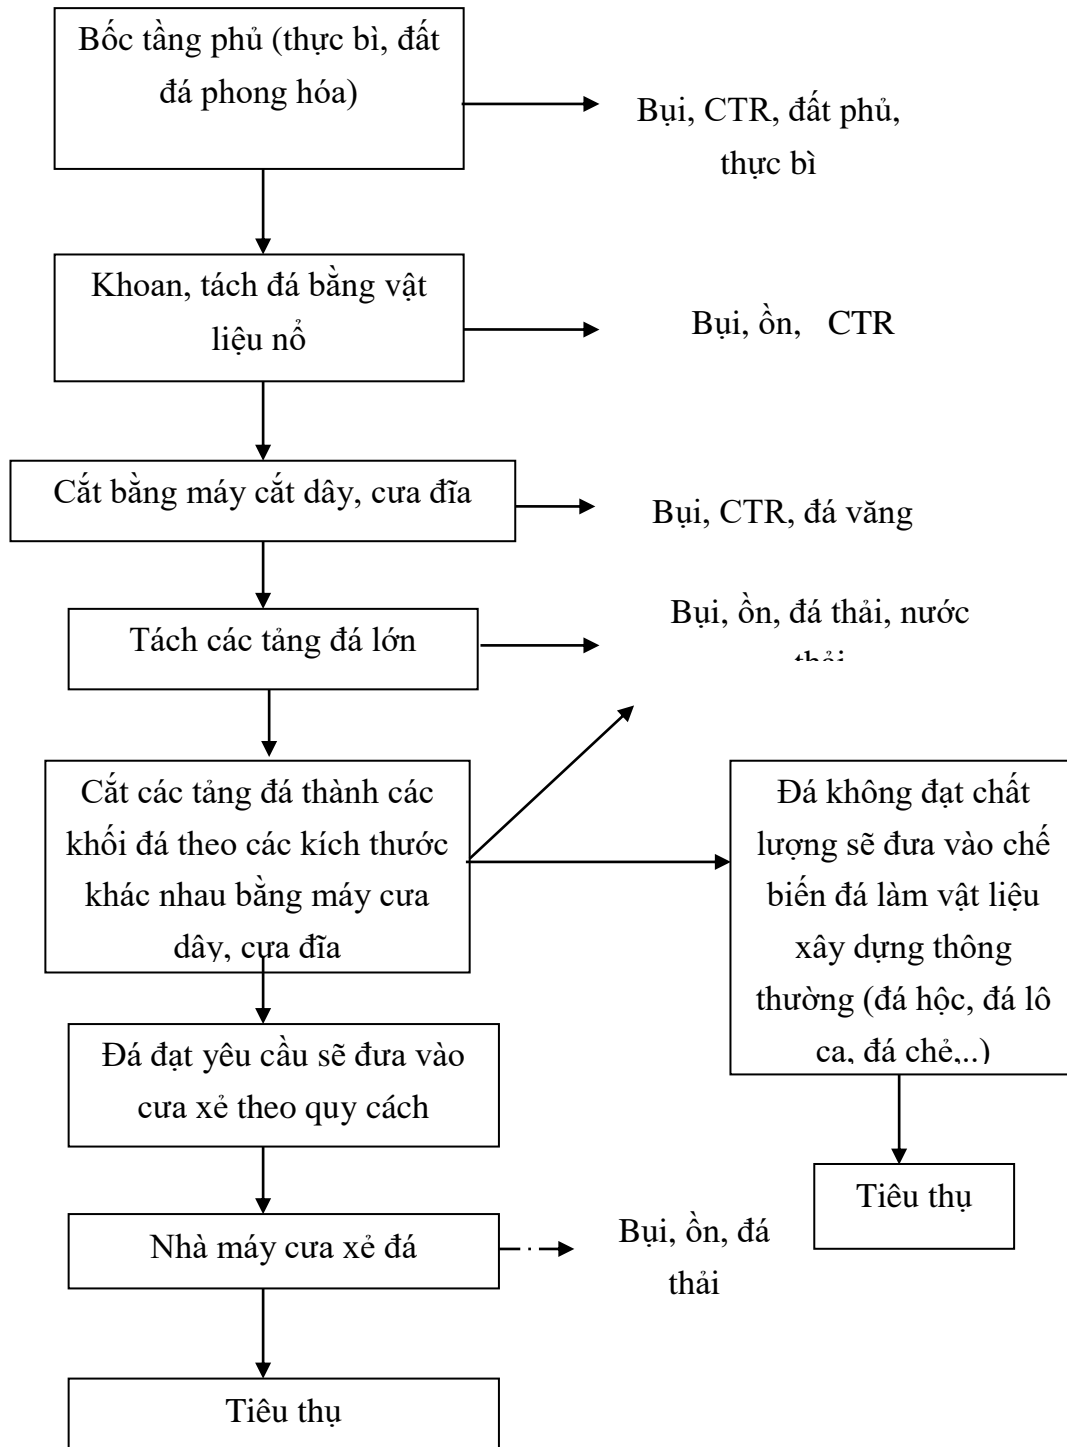 Bốc tầng phủ (thực bì, đất
đá phong hóa)
Bụi, CTR, đất phủ,
thực bì
Khoan, tách đá bằng vật
liệu nổ
Bụi, ồn, CTR
Cắt bằng máy cắt dây, cưa đĩa
Bụi, CTR, đá văng
Tách các tảng đá lớn
Bụi, ồn, đá thải, nước
thải
Cắt các tảng đá thành các
khối đá theo các kích thước
khác nhau bằng máy cưa
dây, cưa đĩa
Đá không đạt chất
lượng sẽ đưa vào chế
biến đá làm vật liệu
xây dựng thông
thường (đá hộc, đá lô
ca, đá chẻ,..)
Đá đạt yêu cầu sẽ đưa vào
cưa xẻ theo quy cách
Tiêu thụ
Nhà máy cưa xẻ đá
Bụi, ồn, đá
thải
Tiêu thụ